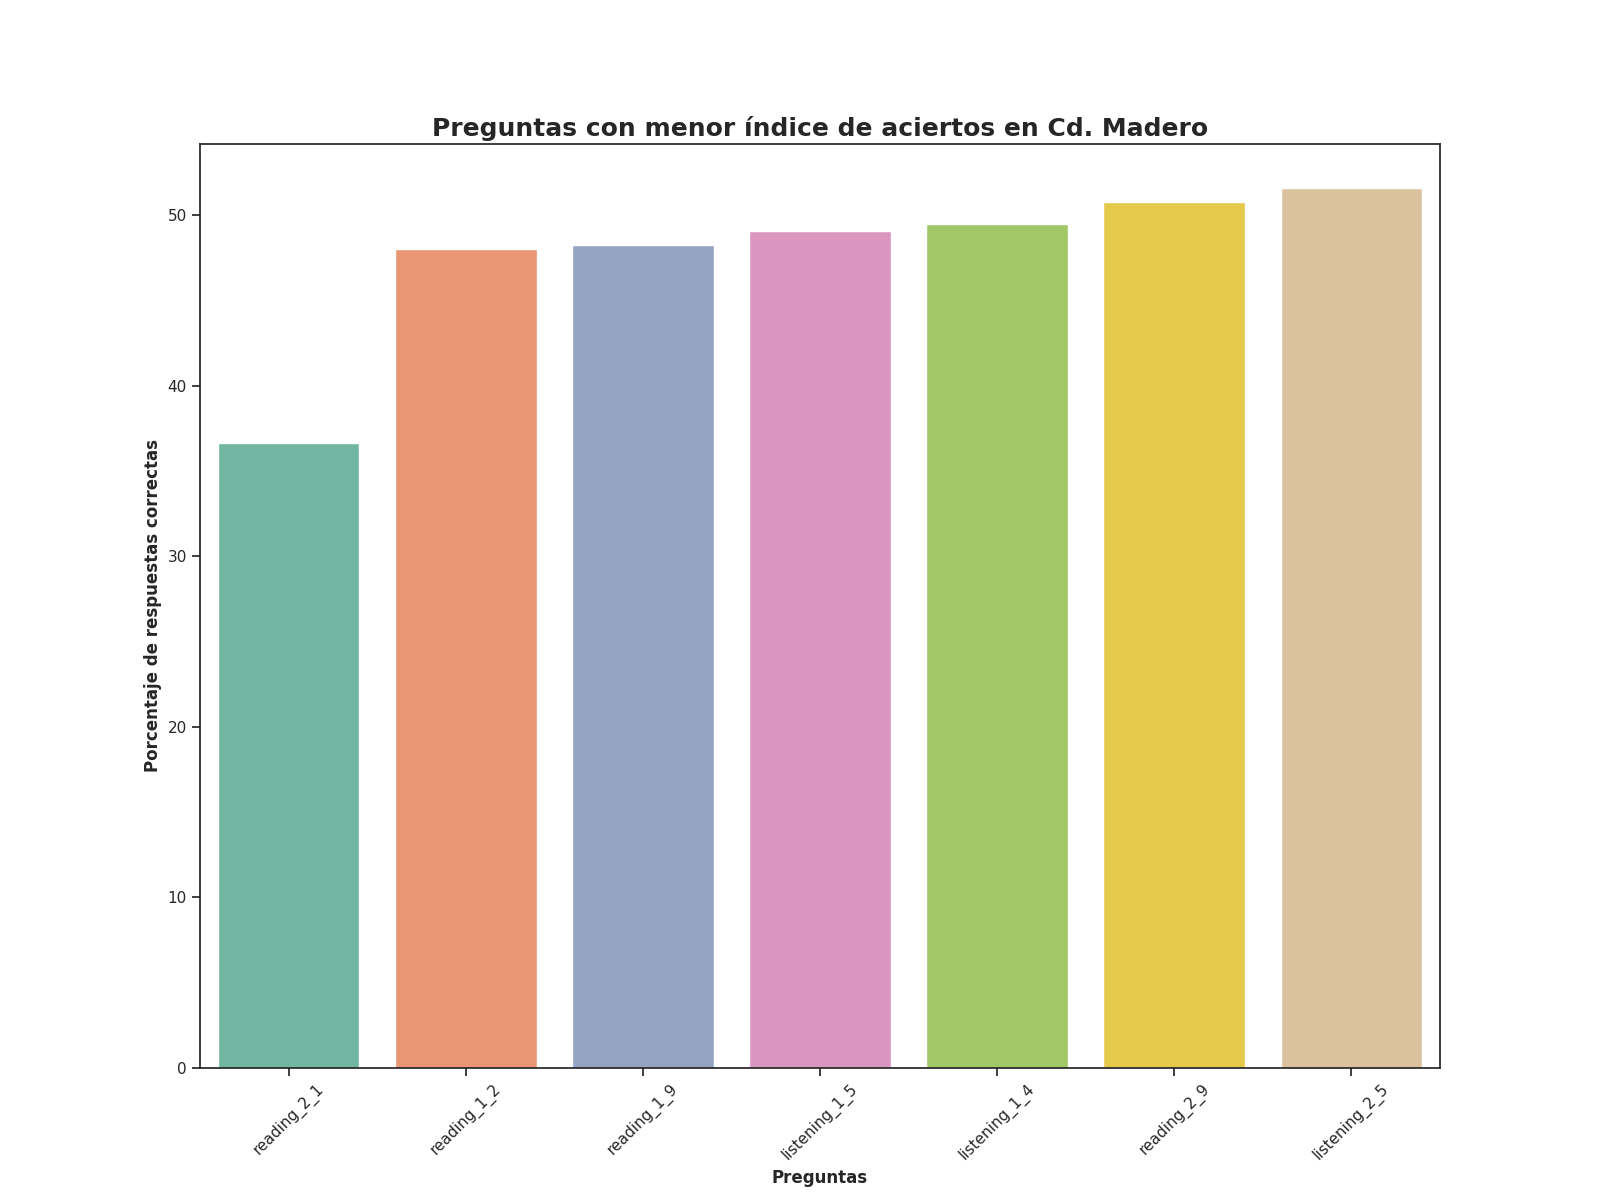 Preguntas con menor índice de aciertos en Cd. Madero
Porcentaje de respuestas correctas
50
40
30
20
10
0
reading_2_1
reading_1_2
reading_1_9
listening_1_5
listening_1_4
reading_2_9
listening_2_5
Preguntas